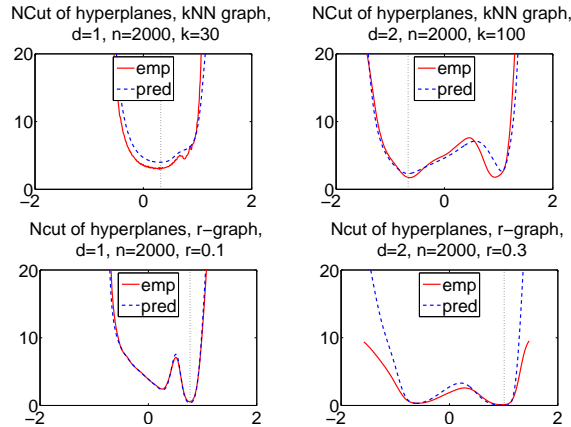 NCut of hyperplanes, kNN graph,
d=1, n=2000, k=30
20
10
0
−2
0
2
emp
pred
NCut of hyperplanes, kNN graph,
d=2, n=2000, k=100
20
10
0
−2
0
2
emp
pred
Ncut of hyperplanes, r−graph,
d=1, n=2000, r=0.1
20
10
0
−2
0
2
emp
pred
Ncut of hyperplanes, r−graph,
d=2, n=2000, r=0.3
20
10
0
−2
0
2
emp
pred